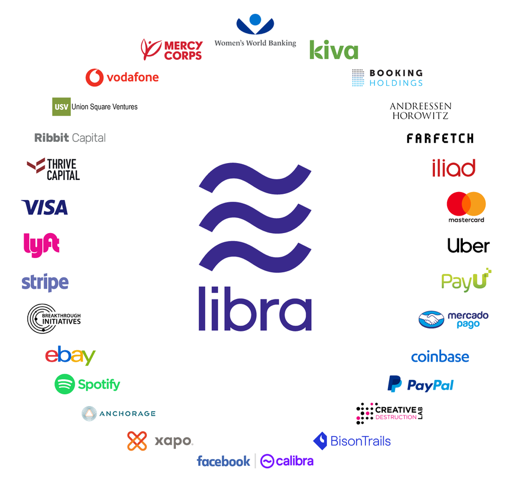 Women's World Banking
MERCY
CORPS
kiva
vodafone
BOOKING
HOLDINGS
USV Union Square Ventures
ANDREESSEN
HOROWITZ
Ribbit Capital
FARFETCH
THRIVE
CAPITAL
iliad
VISA
mastercard
lyft
Uber
stripe
PayU
BREAKTHROUGH
INITIATIVES
mercado
pago
libra
ebay
coinbase
Spotify
PayPal
ANCHORAGE
CREATIVE
DESTRUCTION
LAB
xapo
BisonTrails
facebook
calibra